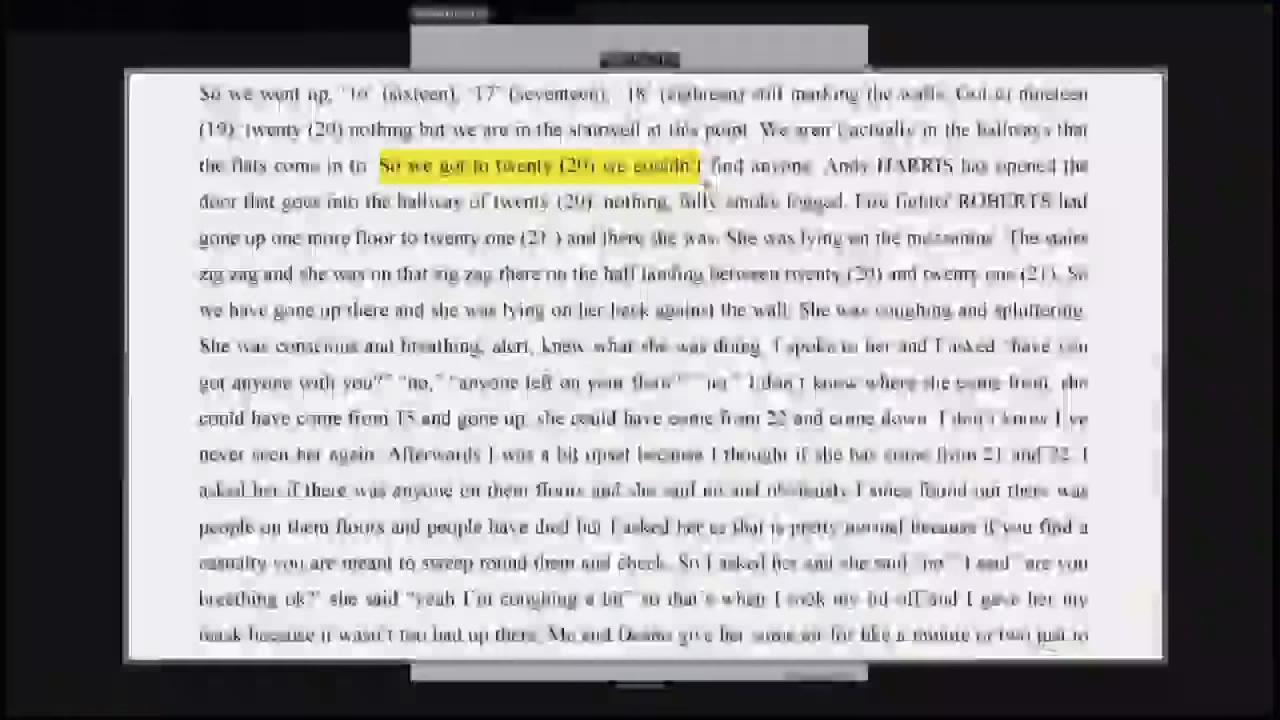 So we went up, '16' (sixteen), '17' (seventeen), '18' (eighteen) still marking the walls. Got to nineteen
(19), twenty (20) nothing but we are in the stairwell at this point. We aren't actually in the hallways that
the flats come in to. So we got to twenty (20) we couldn't find anyone. Andy HARRIS has opened the
door that goes into the hallway of twenty (20), nothing, fully smoke logged. Fire fighter ROBERTS had
gone up one more floor to twenty one (21) and there she was. She was lying on the mezzanine. The stairs
zig zag and she was on that zig zag there on the half landing between twenty (20) and twenty one (21). So
we have gone up there and she was lying on her back against the wall. She was coughing and spluttering.
She was conscious and breathing, alert, knew what she was doing. I spoke to her and I asked "have you
got anyone with you?" "no," "anyone left on your floor?" "no." I don't know where she come from, she
could have come from 15 and gone up, she could have come from 22 and come down. I don't know I've
never seen her again. Afterwards I was a bit upset because I thought if she has come from 21 and 22, I
asked her if there was anyone on them floors and she said no and obviously I since found out there was
people on them floors and people have died but I asked her as that is pretty normal because if you find a
casualty you are meant to sweep round them and check. So I asked her and she said "no" I said "are you
breathing ok?" she said "yeah I'm coughing a bit" so that's when I took my lid off and I gave her my
mask because it wasn't too bad up there. Me and Deano give her some air for like a minute or two just to